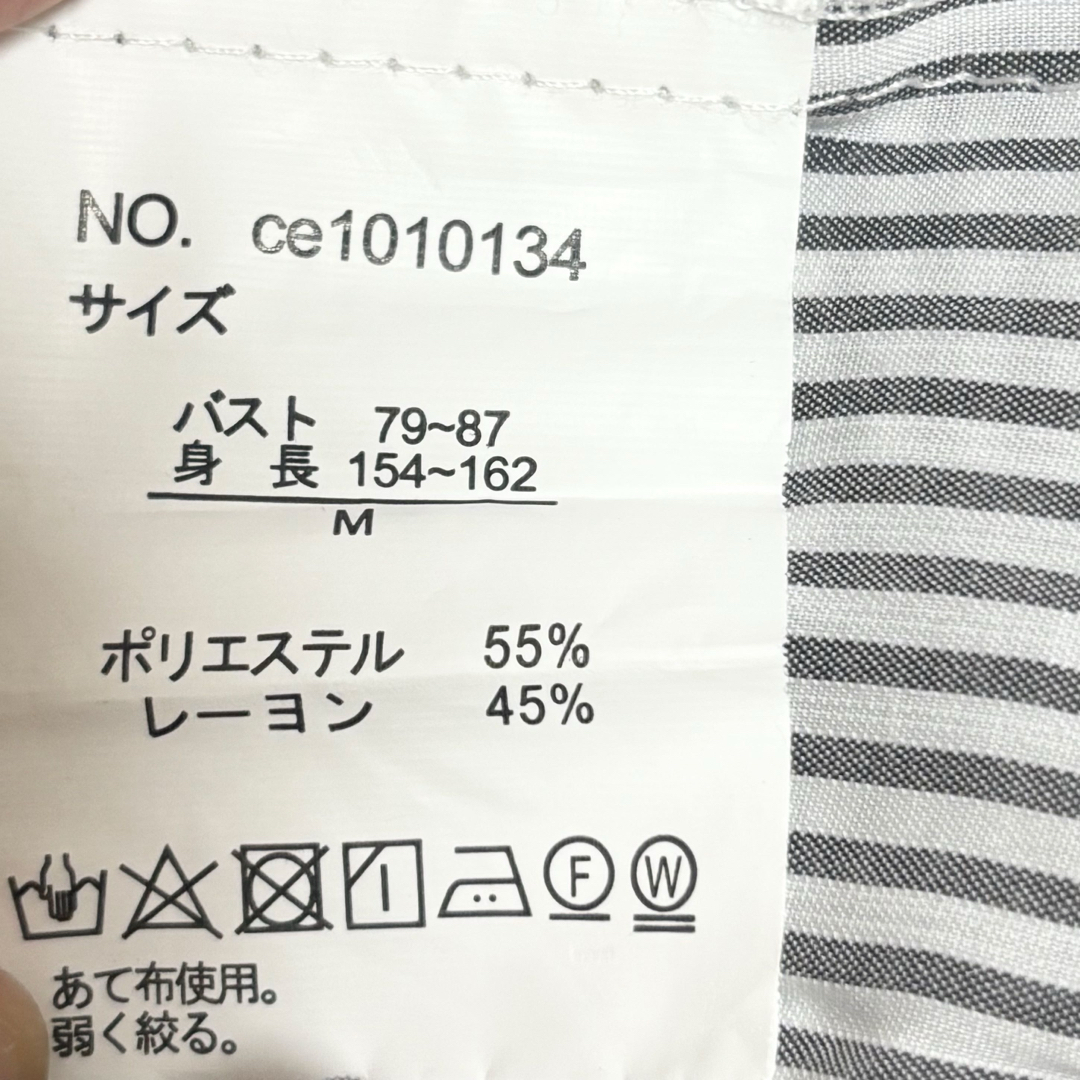 NO. ce1010134
サイズ
バスト 79~87
身 長 154~162
M
ポリエステル 55%
レーヨン 45%
F W
あて布使用。
弱く絞る。